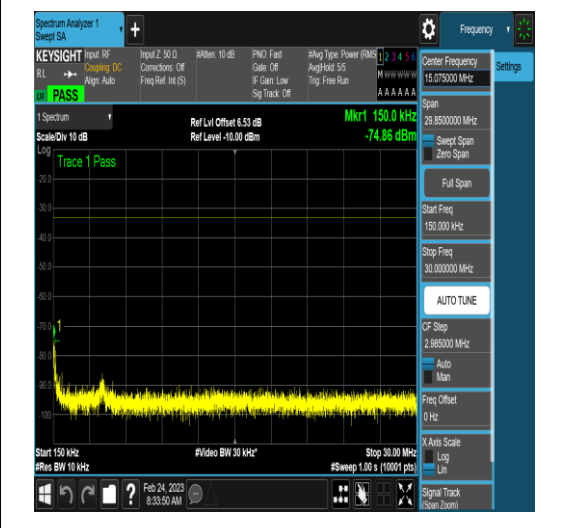 Spectrum Analyzer 1
Swept SA
Frequency
KEYSIGHT
RL
PASS
Input: RF
Coupling: DC
Align: Auto
Input Z: 50 Ω
Corrections: Off
Freq Ref: Int (S)
#Atten: 10 dB
PNO: Fast
Gate: Off
IF Gain: Low
Sig Track: Off
#Avg Type: Power (RMS
Avg|Hold: 5/5
Trig: Free Run
1 2 3 4 5 6
M W W W W W
A A A A A A
1 Spectrum
Scale/Div 10 dB
Ref Lvl Offset 6.53 dB
Ref Level -10.00 dBm
Mkr1 150.0 kHz
-74.86 dBm
Log
Trace 1 Pass
-20.0
-30.0
-40.0
-50.0
-60.0
-70.0
1
-80.0
-90.0
-100
Start 150 kHz
#Res BW 10 kHz
#Video BW 30 kHz*
Stop 30.00 MHz
#Sweep 1.00 s (10001 pts)
?
Feb 24, 2023
8:33:50 AM
Center Frequency
15.075000 MHz
Settings
Span
29.8500000 MHz
Swept Span
Zero Span
Full Span
Start Freq
150.000 kHz
Stop Freq
30.000000 MHz
AUTO TUNE
CF Step
2.985000 MHz
Auto
Man
Freq Offset
0 Hz
X Axis Scale
Log
Lin
Signal Track
(Span Zoom)